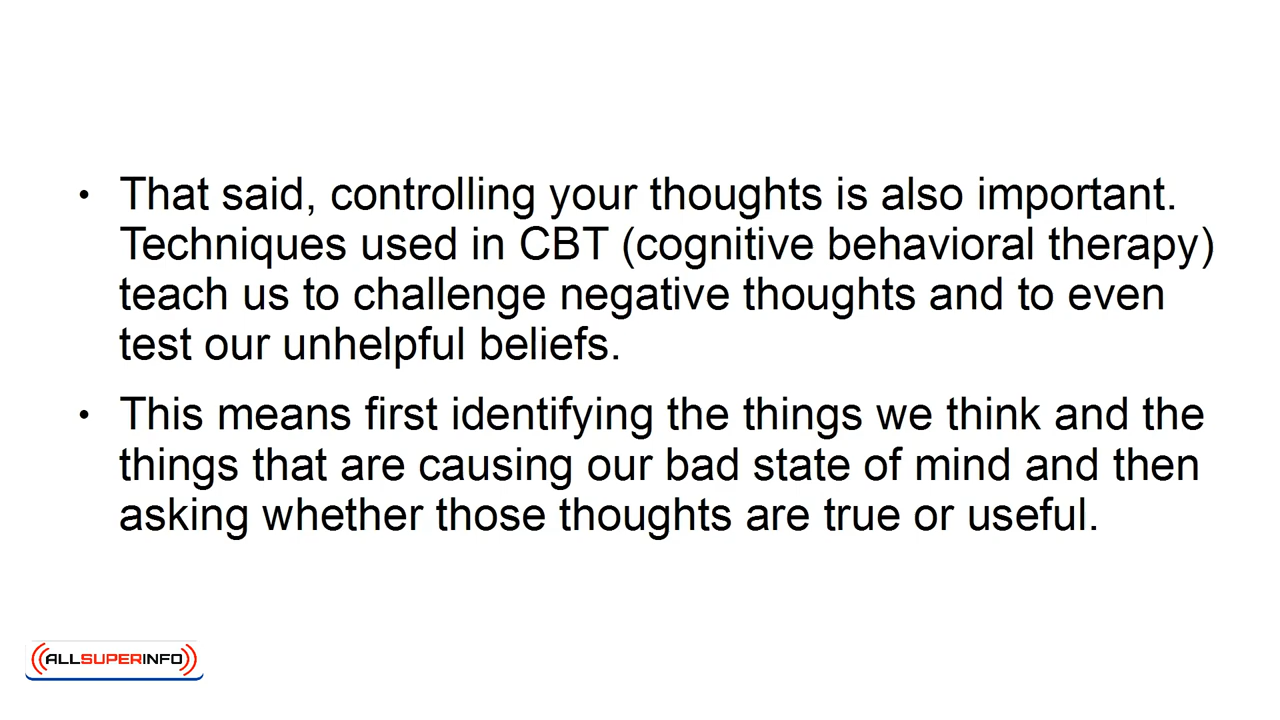 • That said, controlling your thoughts is also important.
Techniques used in CBT (cognitive behavioral therapy)
teach us to challenge negative thoughts and to even
test our unhelpful beliefs.
• This means first identifying the things we think and the
things that are causing our bad state of mind and then
asking whether those thoughts are true or useful.
ALLSUPERINFO